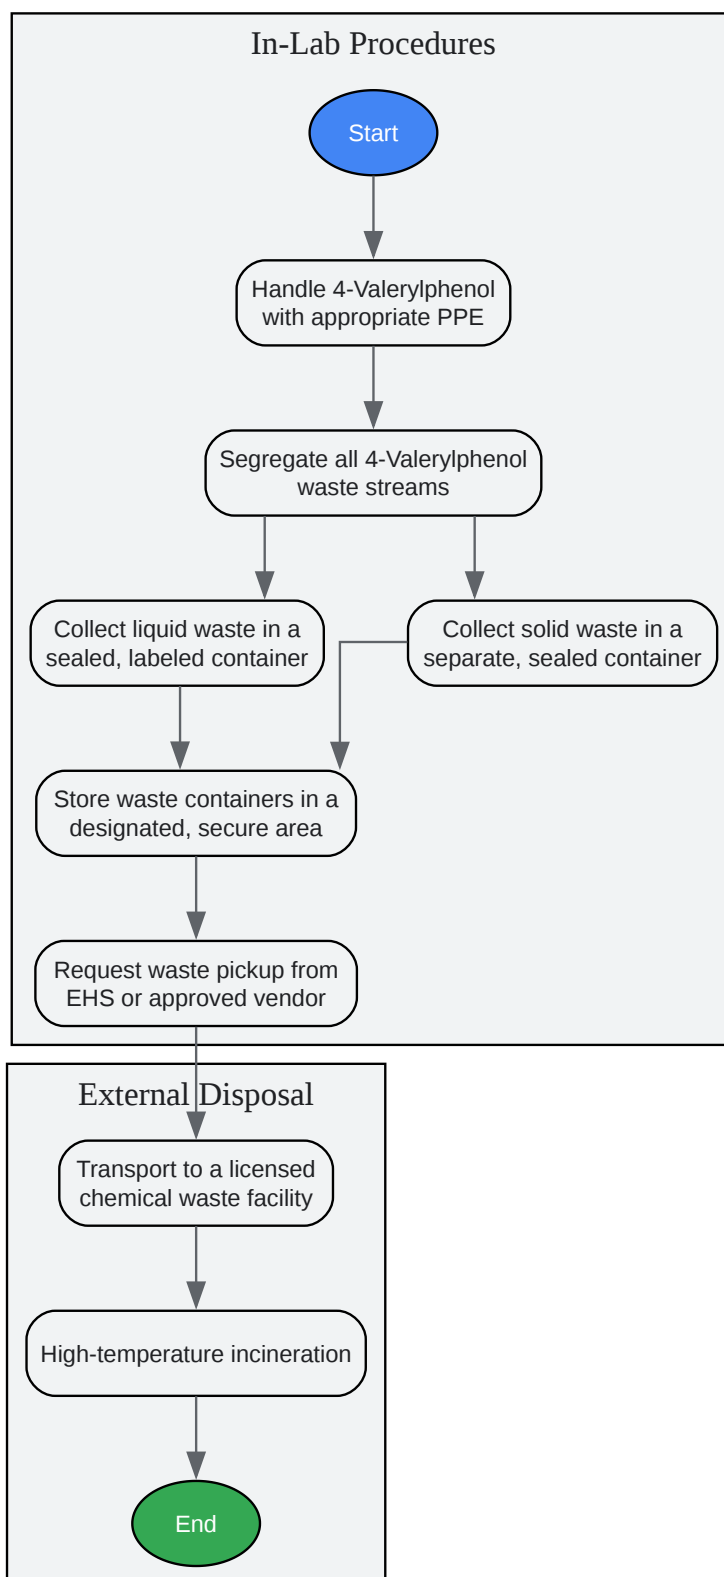 In-Lab Procedures
Start
Handle 4-Valerylphenol
with appropriate PPE
Segregate all 4-Valerylphenol
waste streams
Collect liquid waste in a
sealed, labeled container
Collect solid waste in a
separate, sealed container
Store waste containers in a
designated, secure area
Request waste pickup from
EHS or approved vendor
External Disposal
Transport to a licensed
chemical waste facility
High-temperature incineration
End